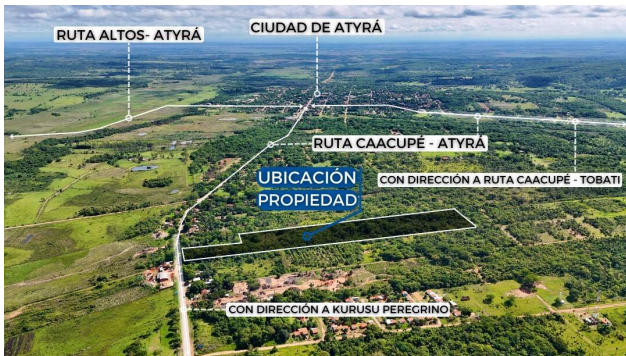 CIUDAD DE ATYRÁ
RUTA ALTOS- ATYRÁ
RUTA CAACUPÉ - ATYRÁ
UBICACIÓN
PROPIEDAD
CON DIRECCIÓN A RUTA CAACUPÉ - TOBATI
CON DIRECCIÓN A KURUSU PEREGRINO